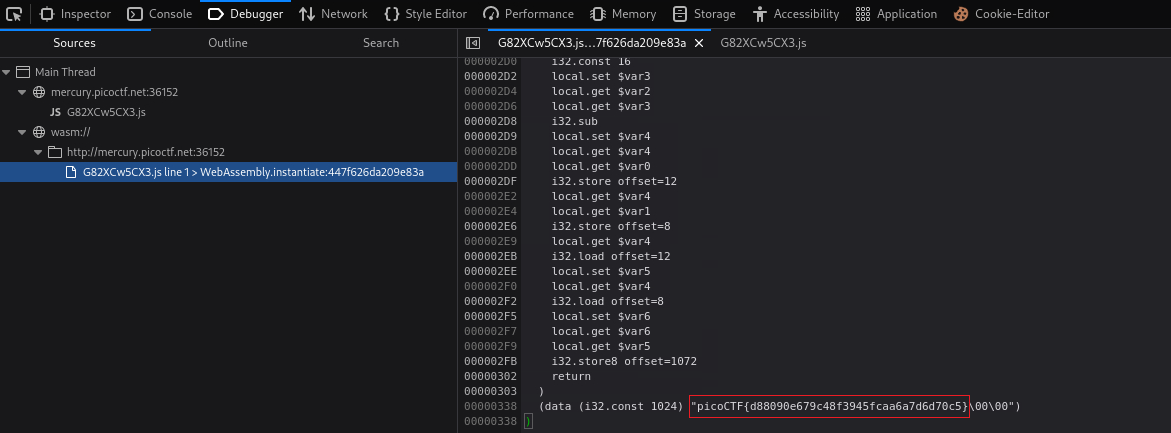 Inspector Console Debugger Network Style Editor Performance Memory Storage Accessibility Application Cookie-Editor
Sources Outline Search
Main Thread
mercury.picoctf.net:36152
JS G82XCw5CX3.js
wasm://
http://mercury.picoctf.net:36152
G82XCw5CX3.js line 1 > WebAssembly.instantiate:447f626da209e83a
G82XCw5CX3.js…7f626da209e83a × G82XCw5CX3.js
000002D0 i32.const 16
000002D2 local.set $var3
000002D4 local.get $var2
000002D6 local.get $var3
000002D8 i32.sub
000002D9 local.set $var4
000002DB local.get $var4
000002DD local.get $var0
000002DF i32.store offset=12
000002E2 local.get $var4
000002E4 local.get $var1
000002E6 i32.store offset=8
000002E9 local.get $var4
000002EB i32.load offset=12
000002EE local.set $var5
000002F0 local.get $var4
000002F2 i32.load offset=8
000002F5 local.set $var6
000002F7 local.get $var6
000002F9 local.get $var5
000002FB i32.store8 offset=1072
00000302 return
00000303 )
00000338 (data (i32.const 1024) "picoCTF{d88090e679c48f3945fcaa6a7d6d70c5}\00\00")
00000338 )